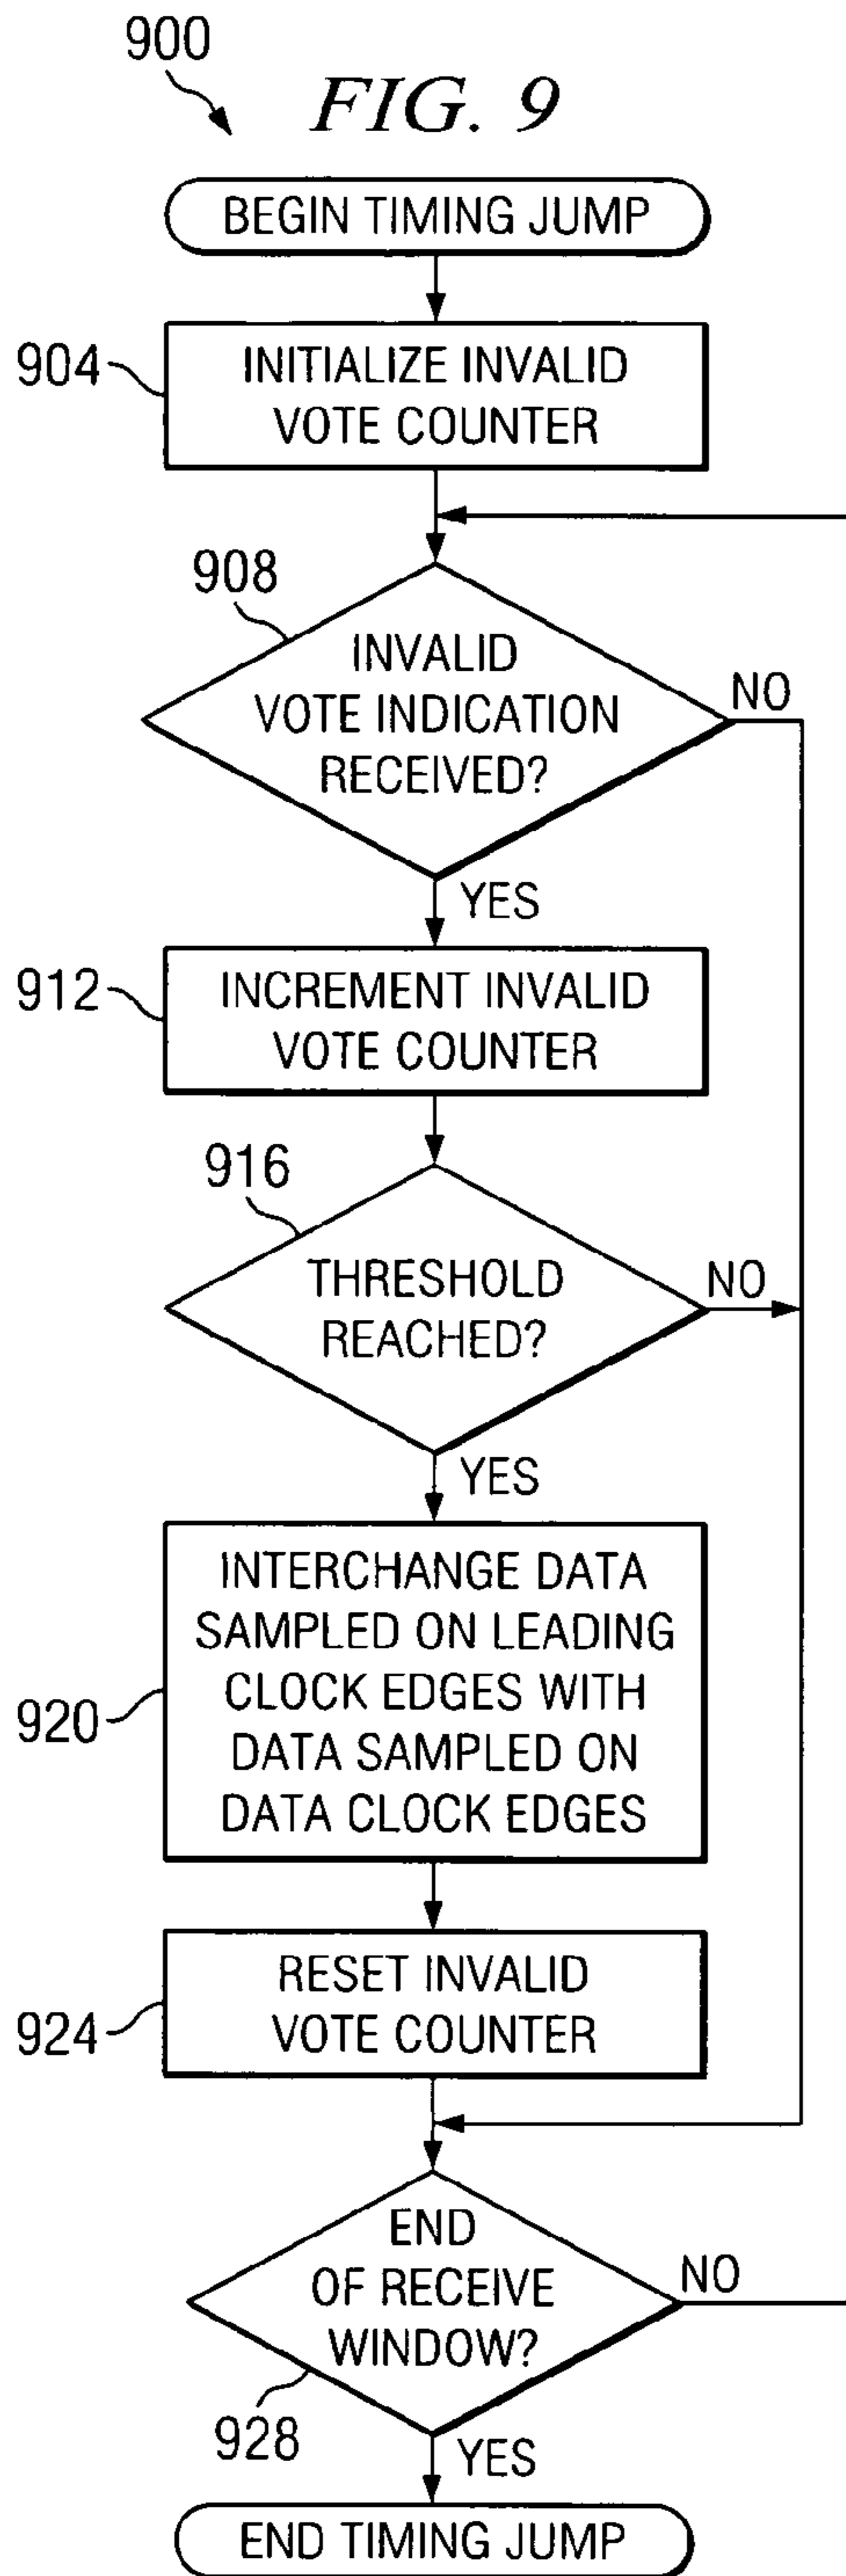 900
FIG. 9
BEGIN TIMING JUMP
904
INITIALIZE INVALID
VOTE COUNTER
908
INVALID
VOTE INDICATION
RECEIVED?
NO
YES
912
INCREMENT INVALID
VOTE COUNTER
916
THRESHOLD
REACHED?
NO
YES
920
INTERCHANGE DATA
SAMPLED ON LEADING
CLOCK EDGES WITH
DATA SAMPLED ON
DATA CLOCK EDGES
924
RESET INVALID
VOTE COUNTER
END
OF RECEIVE
WINDOW?
NO
928
YES
END TIMING JUMP